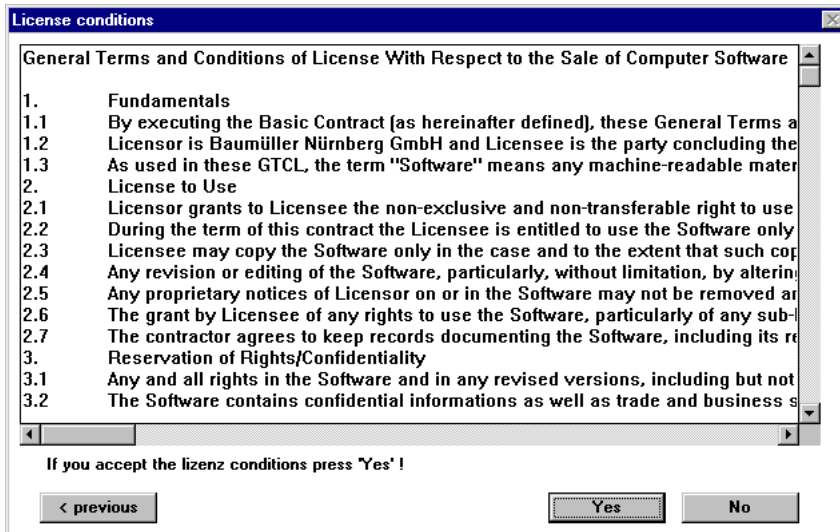 License conditions
General Terms and Conditions of License With Respect to the Sale of Computer Software
1. Fundamentals
1.1 By executing the Basic Contract (as hereinafter defined), these General Terms a
1.2 Licensor is Baumüller Nürnberg GmbH and Licensee is the party concluding the
1.3 As used in these GTCL, the term "Software" means any machine-readable mater
2. License to Use
2.1 Licensor grants to Licensee the non-exclusive and non-transferable right to use
2.2 During the term of this contract the Licensee is entitled to use the Software only
2.3 Licensee may copy the Software only in the case and to the extent that such cop
2.4 Any revision or editing of the Software, particularly, without limitation, by altering
2.5 Any proprietary notices of Licensor on or in the Software may not be removed an
2.6 The grant by Licensee of any rights to use the Software, particularly of any sub-l
2.7 The contractor agrees to keep records documenting the Software, including its re
3. Reservation of Rights/Confidentiality
3.1 Any and all rights in the Software and in any revised versions, including but not
3.2 The Software contains confidential informations as well as trade and business s
If you accept the lizenz conditions press 'Yes' !
< previous
Yes
No